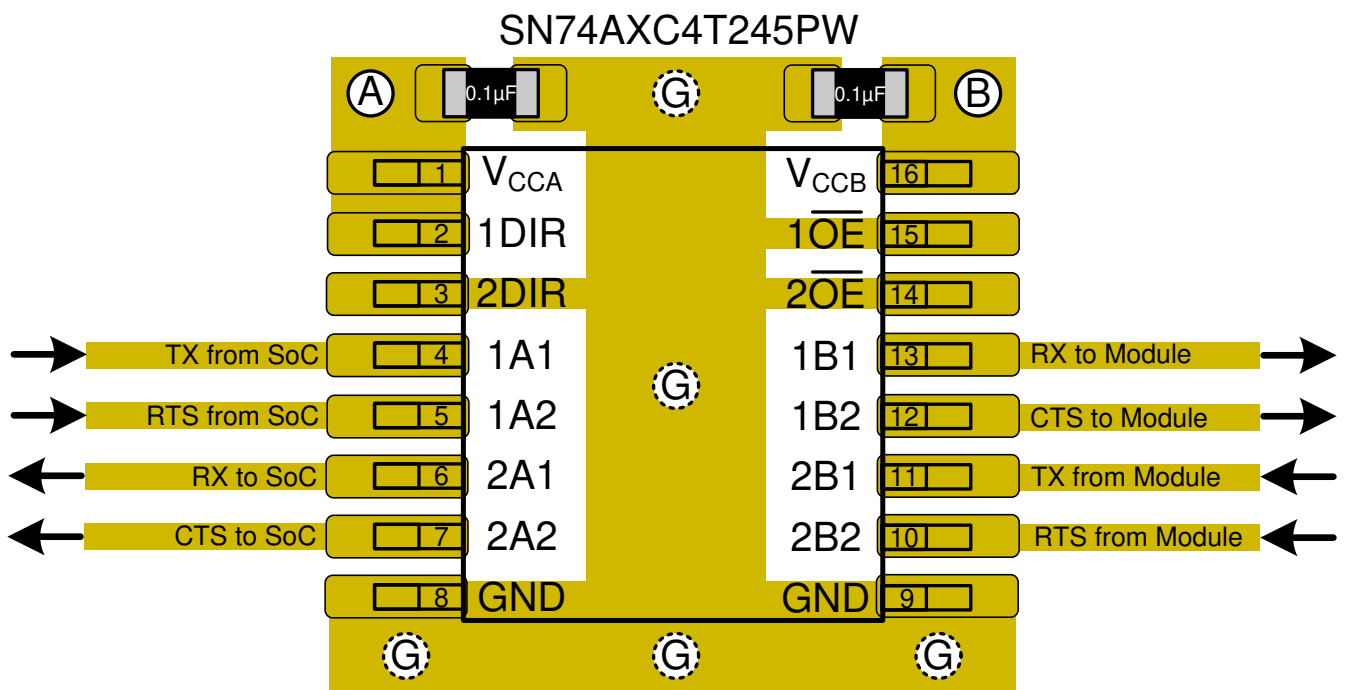 SN74AXC4T245PW
A 0.1µF G 0.1µF B
1 VCCA VCCB 16
2 1DIR 1OE 15
3 2DIR 2OE 14
TX from SoC 4 1A1 1B1 13 RX to Module
G
RTS from SoC 5 1A2 1B2 12 CTS to Module
RX to SoC 6 2A1 2B1 11 TX from Module
CTS to SoC 7 2A2 2B2 10 RTS from Module
8 GND GND 9
G G G